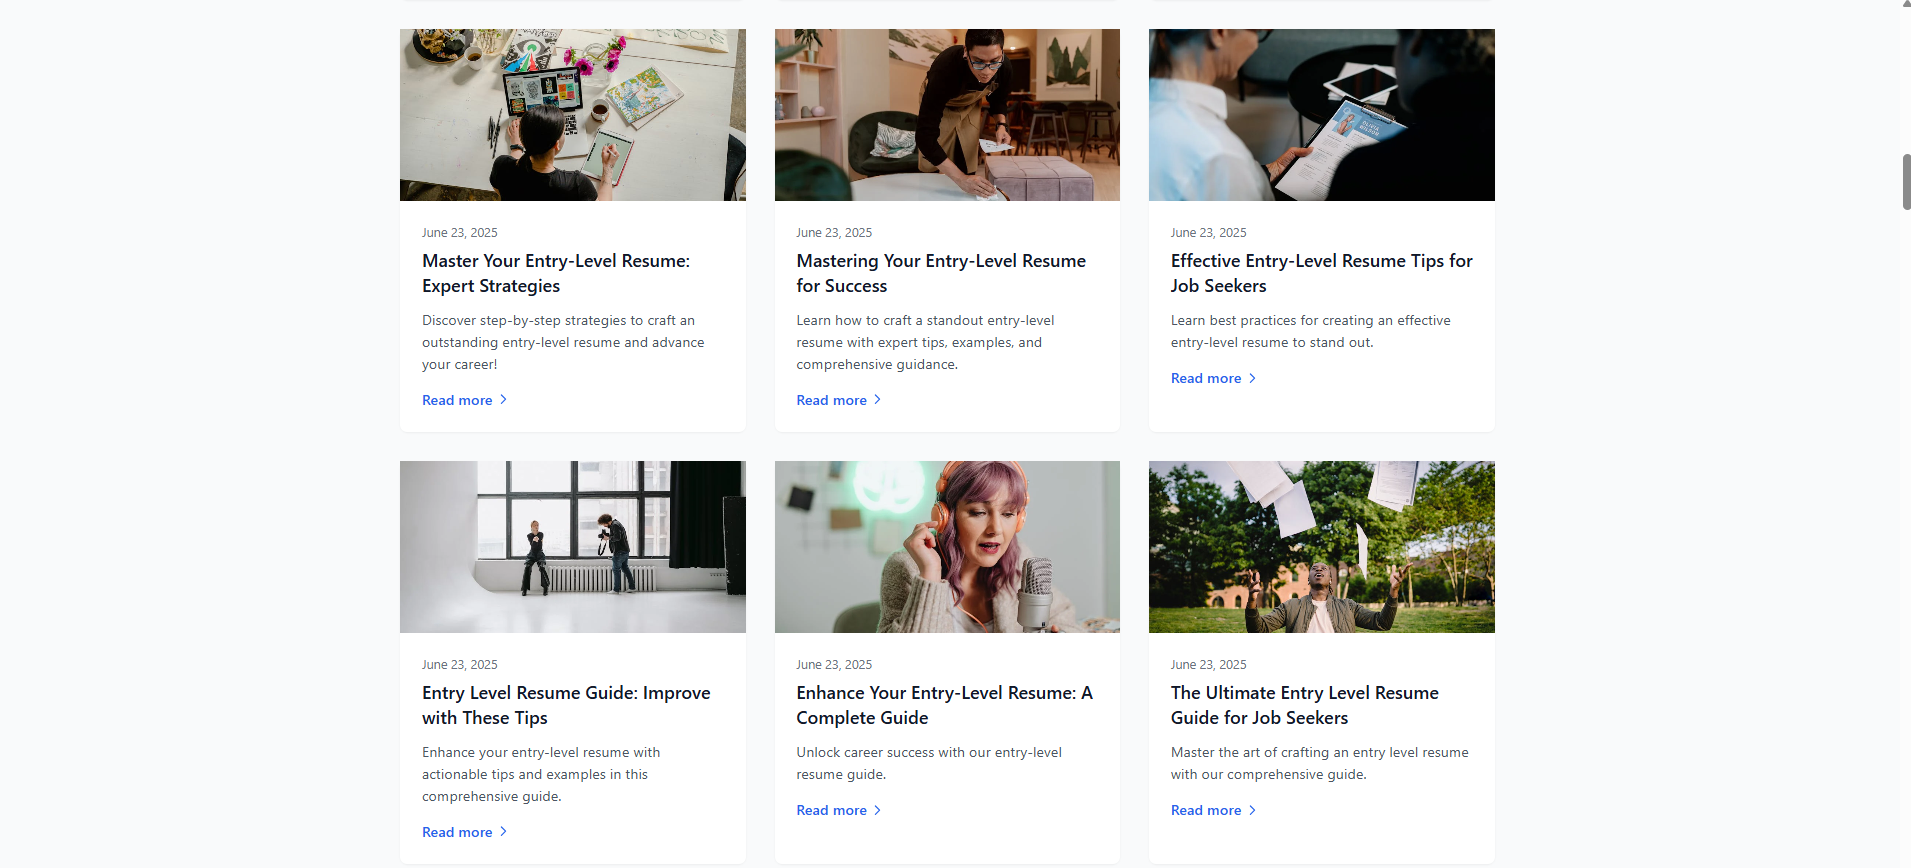 June 23, 2025
Master Your Entry-Level Resume:
Expert Strategies
Discover step-by-step strategies to craft an
outstanding entry-level resume and advance
your career!
Read more
June 23, 2025
Mastering Your Entry-Level Resume
for Success
Learn how to craft a standout entry-level
resume with expert tips, examples, and
comprehensive guidance.
Read more
OLIVIA
WILSON
June 23, 2025
Effective Entry-Level Resume Tips for
Job Seekers
Learn best practices for creating an effective
entry-level resume to stand out.
Read more
June 23, 2025
Entry Level Resume Guide: Improve
with These Tips
Enhance your entry-level resume with
actionable tips and examples in this
comprehensive guide.
Read more
June 23, 2025
Enhance Your Entry-Level Resume: A
Complete Guide
Unlock career success with our entry-level
resume guide.
Read more
June 23, 2025
The Ultimate Entry Level Resume
Guide for Job Seekers
Master the art of crafting an entry level resume
with our comprehensive guide.
Read more